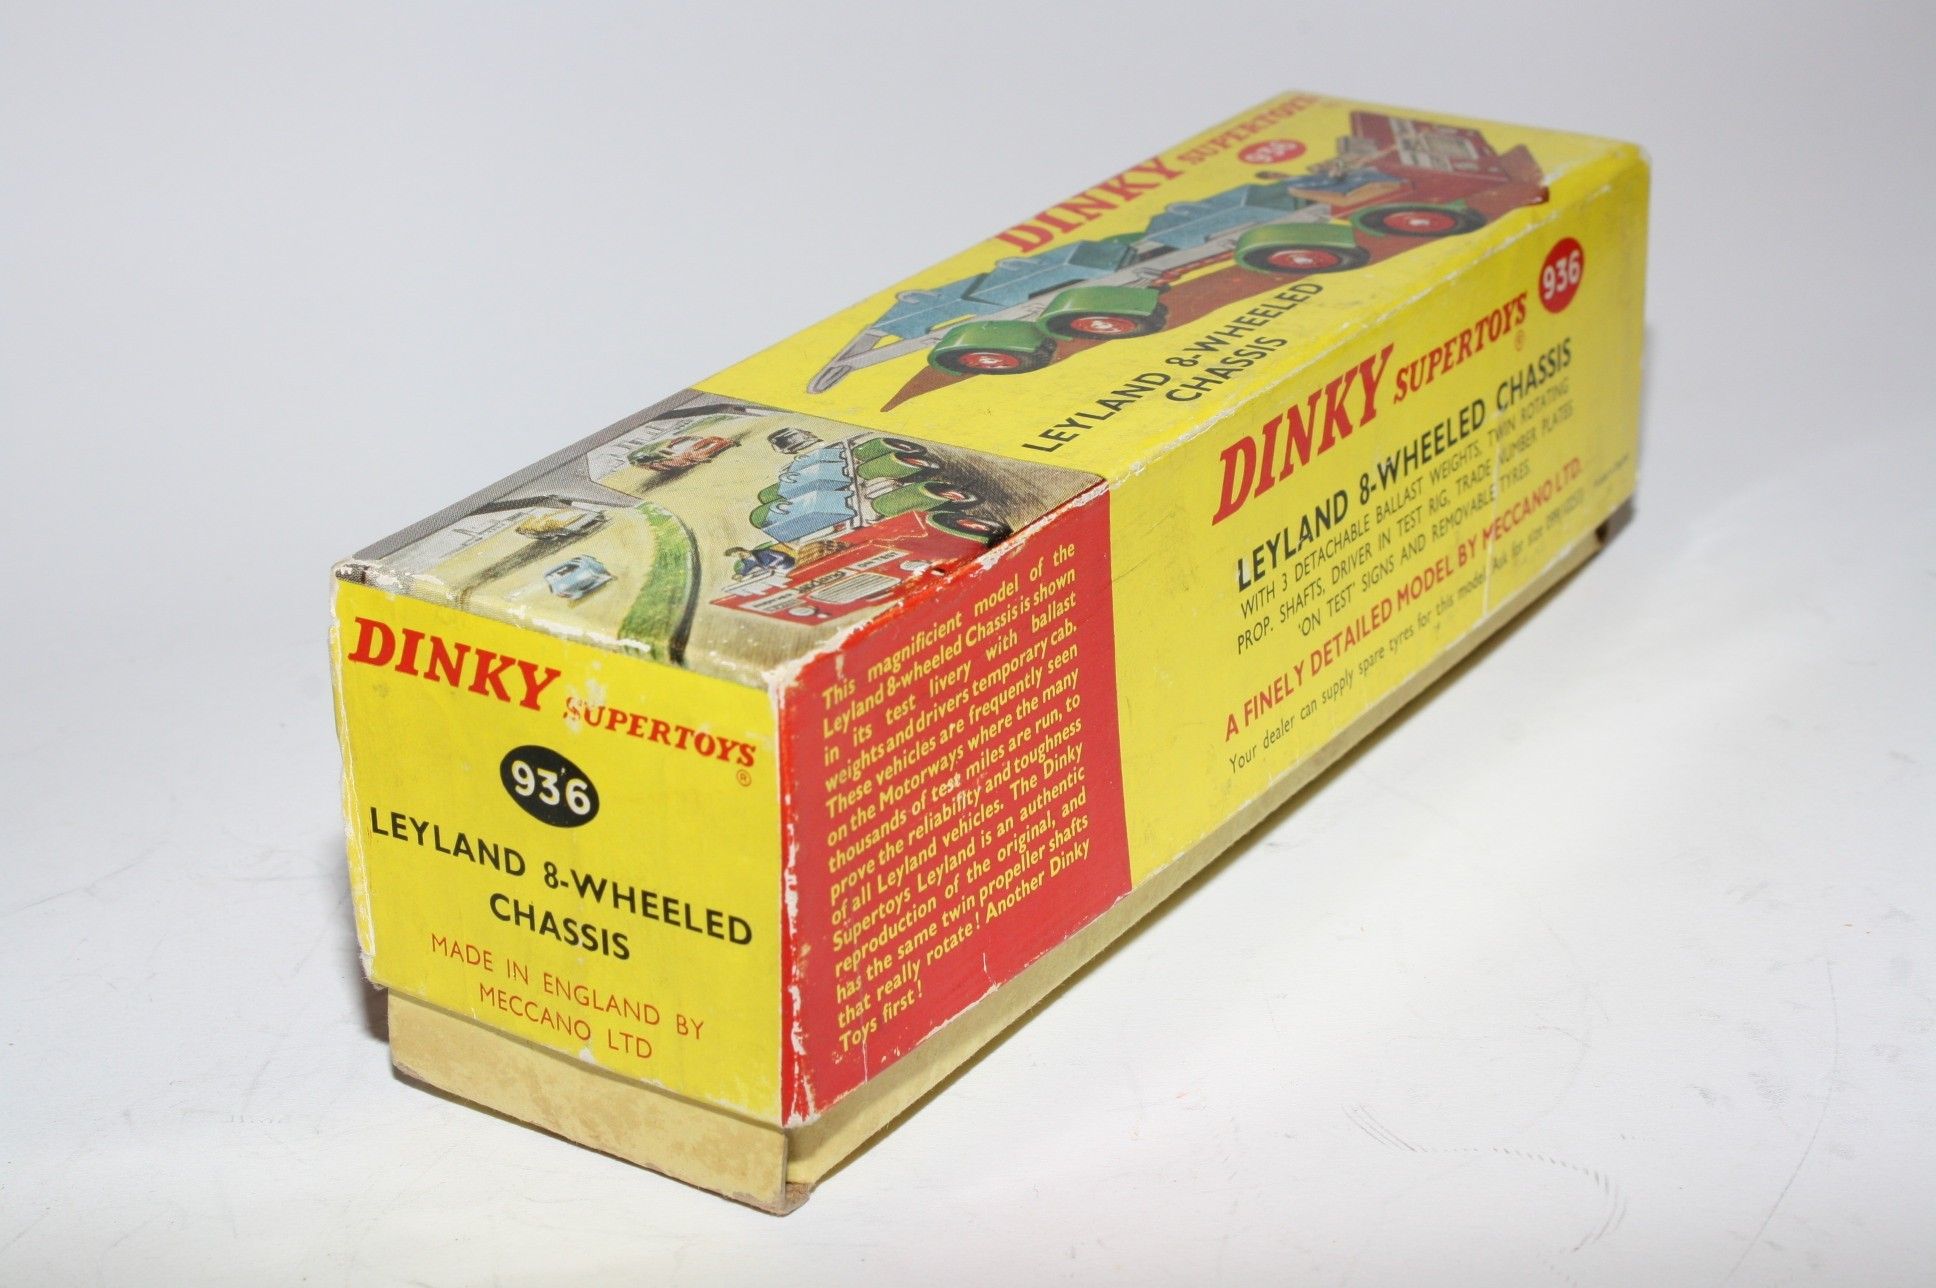 DINKY SUPERTOYS
936
LEYLAND 8-WHEELED
CHASSIS
DINKY SUPERTOYS®
936
LEYLAND 8-WHEELED
CHASSIS
MADE IN ENGLAND BY
MECCANO LTD
This magnificient model of the
Leyland 8-wheeled Chassis is shown
in its test livery with ballast
weights and drivers temporary cab.
These vehicles are frequently seen
on the Motorways where the many
thousands of test miles are run, to
prove the reliability and toughness
of all Leyland vehicles. The Dinky
Supertoys Leyland is an authentic
reproduction of the original, and
has the same twin propeller shafts
that really rotate! Another Dinky
Toys first!
DINKY SUPERTOYS®
936
LEYLAND 8-WHEELED CHASSIS
WITH 3 DETACHABLE BALLAST WEIGHTS, TWIN ROTATING
PROP. SHAFTS, DRIVER IN TEST RIG, TRADE NUMBER PLATES
'ON TEST' SIGNS AND REMOVABLE TYRES.
A FINELY DETAILED MODEL BY MECCANO LTD.
Your dealer can supply spare tyres for this model. Ask for size